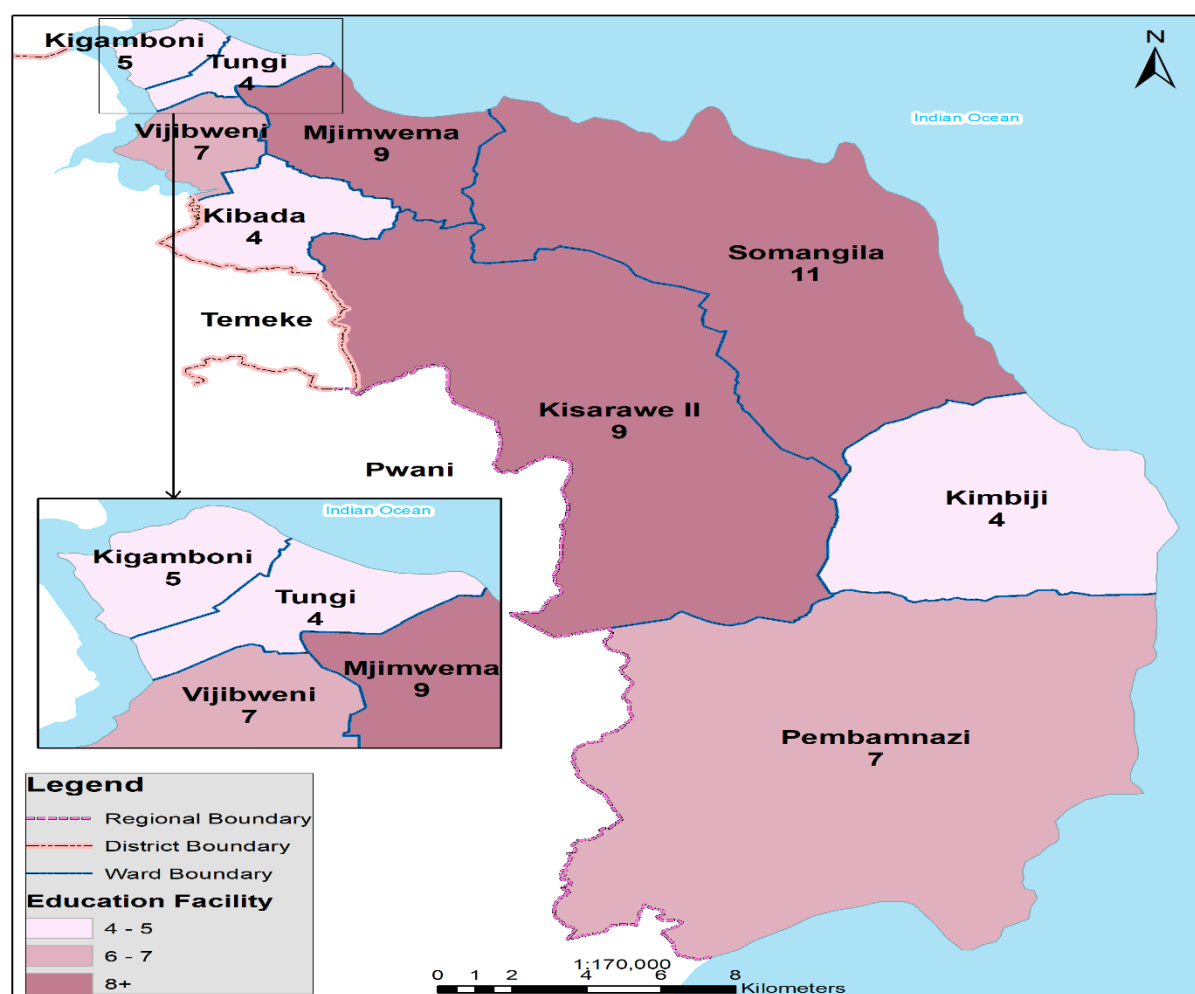 Kigamboni
5
Tungi
4
N
Indian Ocean
Vijibweni
7
Mjimwema
9
Kibada
4
Somangila
11
Temeke
Kisarawe II
9
Pwani
Kimbiji
4
Indian Ocean
Kigamboni
5
Tungi
4
Mjimwema
9
Vijibweni
7
Pembamnazi
7
Legend
Regional Boundary
District Boundary
Ward Boundary
Education Facility
4 - 5
6 - 7
8+
1:170,000
0 1 2 4 6 8
Kilometers